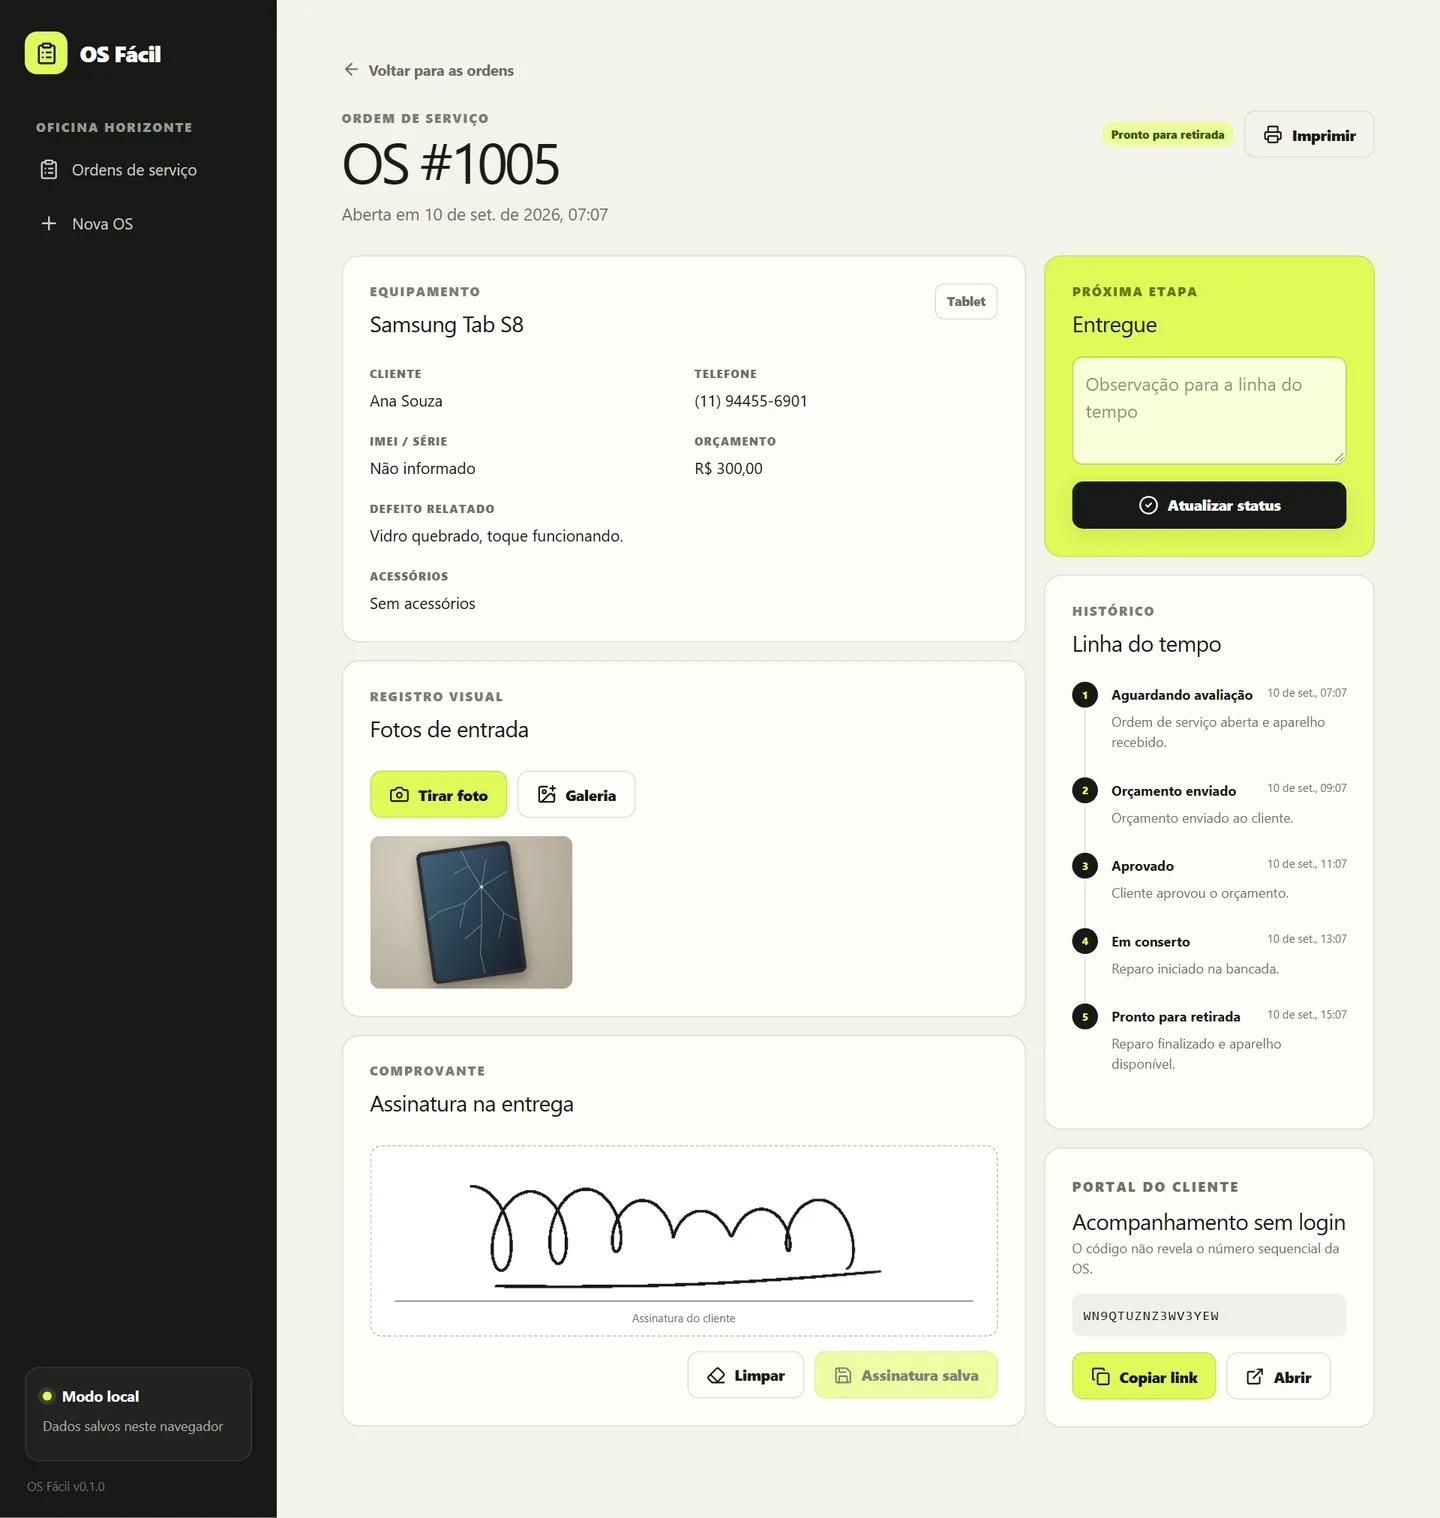 OS Fácil
OFICINA HORIZONTE
Ordens de serviço
Nova OS
Modo local
Dados salvos neste navegador
OS Fácil v0.1.0
Voltar para as ordens
ORDEM DE SERVIÇO
OS #1005
Aberta em 10 de set. de 2026, 07:07
Pronto para retirada
Imprimir
EQUIPAMENTO
Samsung Tab S8
Tablet
CLIENTE
Ana Souza
TELEFONE
(11) 94455-6901
IMEI / SÉRIE
Não informado
ORÇAMENTO
R$ 300,00
DEFEITO RELATADO
Vidro quebrado, toque funcionando.
ACESSÓRIOS
Sem acessórios
REGISTRO VISUAL
Fotos de entrada
Tirar foto
Galeria
COMPROVANTE
Assinatura na entrega
Assinatura do cliente
Limpar
Assinatura salva
PRÓXIMA ETAPA
Entregue
Observação para a linha do
tempo
Atualizar status
HISTÓRICO
Linha do tempo
1
Aguardando avaliação
10 de set., 07:07
Ordem de serviço aberta e aparelho
recebido.
2
Orçamento enviado
10 de set., 09:07
Orçamento enviado ao cliente.
3
Aprovado
10 de set., 11:07
Cliente aprovou o orçamento.
4
Em conserto
10 de set., 13:07
Reparo iniciado na bancada.
5
Pronto para retirada
10 de set., 15:07
Reparo finalizado e aparelho
disponível.
PORTAL DO CLIENTE
Acompanhamento sem login
O código não revela o número sequencial da
OS.
WN9QTUZNZ3WV3YEW
Copiar link
Abrir